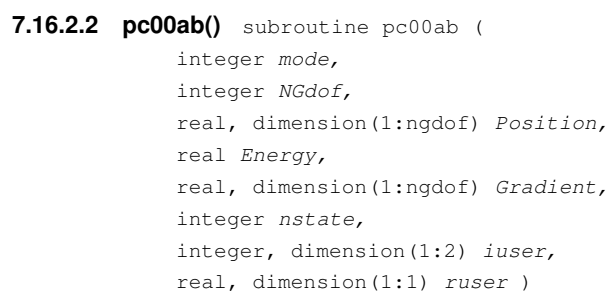 7.16.2.2 pc00ab() subroutine pc00ab (
integer mode,
integer NGdof,
real, dimension(1:ngdof) Position,
real Energy,
real, dimension(1:ngdof) Gradient,
integer nstate,
integer, dimension(1:2) iuser,
real, dimension(1:1) ruser )